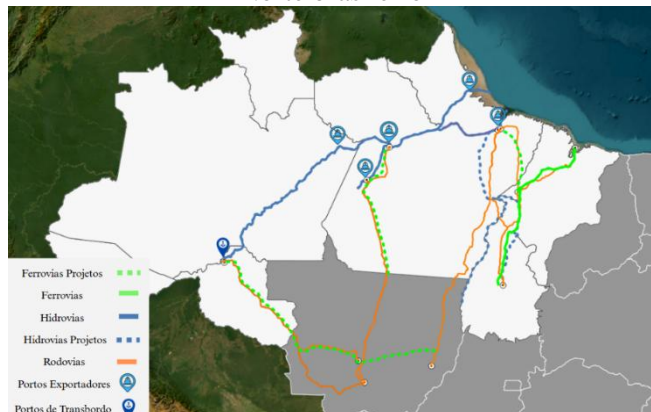 Ferrovias Projetos
Ferrovias
Hidrovias
Hidrovias Projetos
Rodovias
Portos Exportadores
Portos de Transbordo